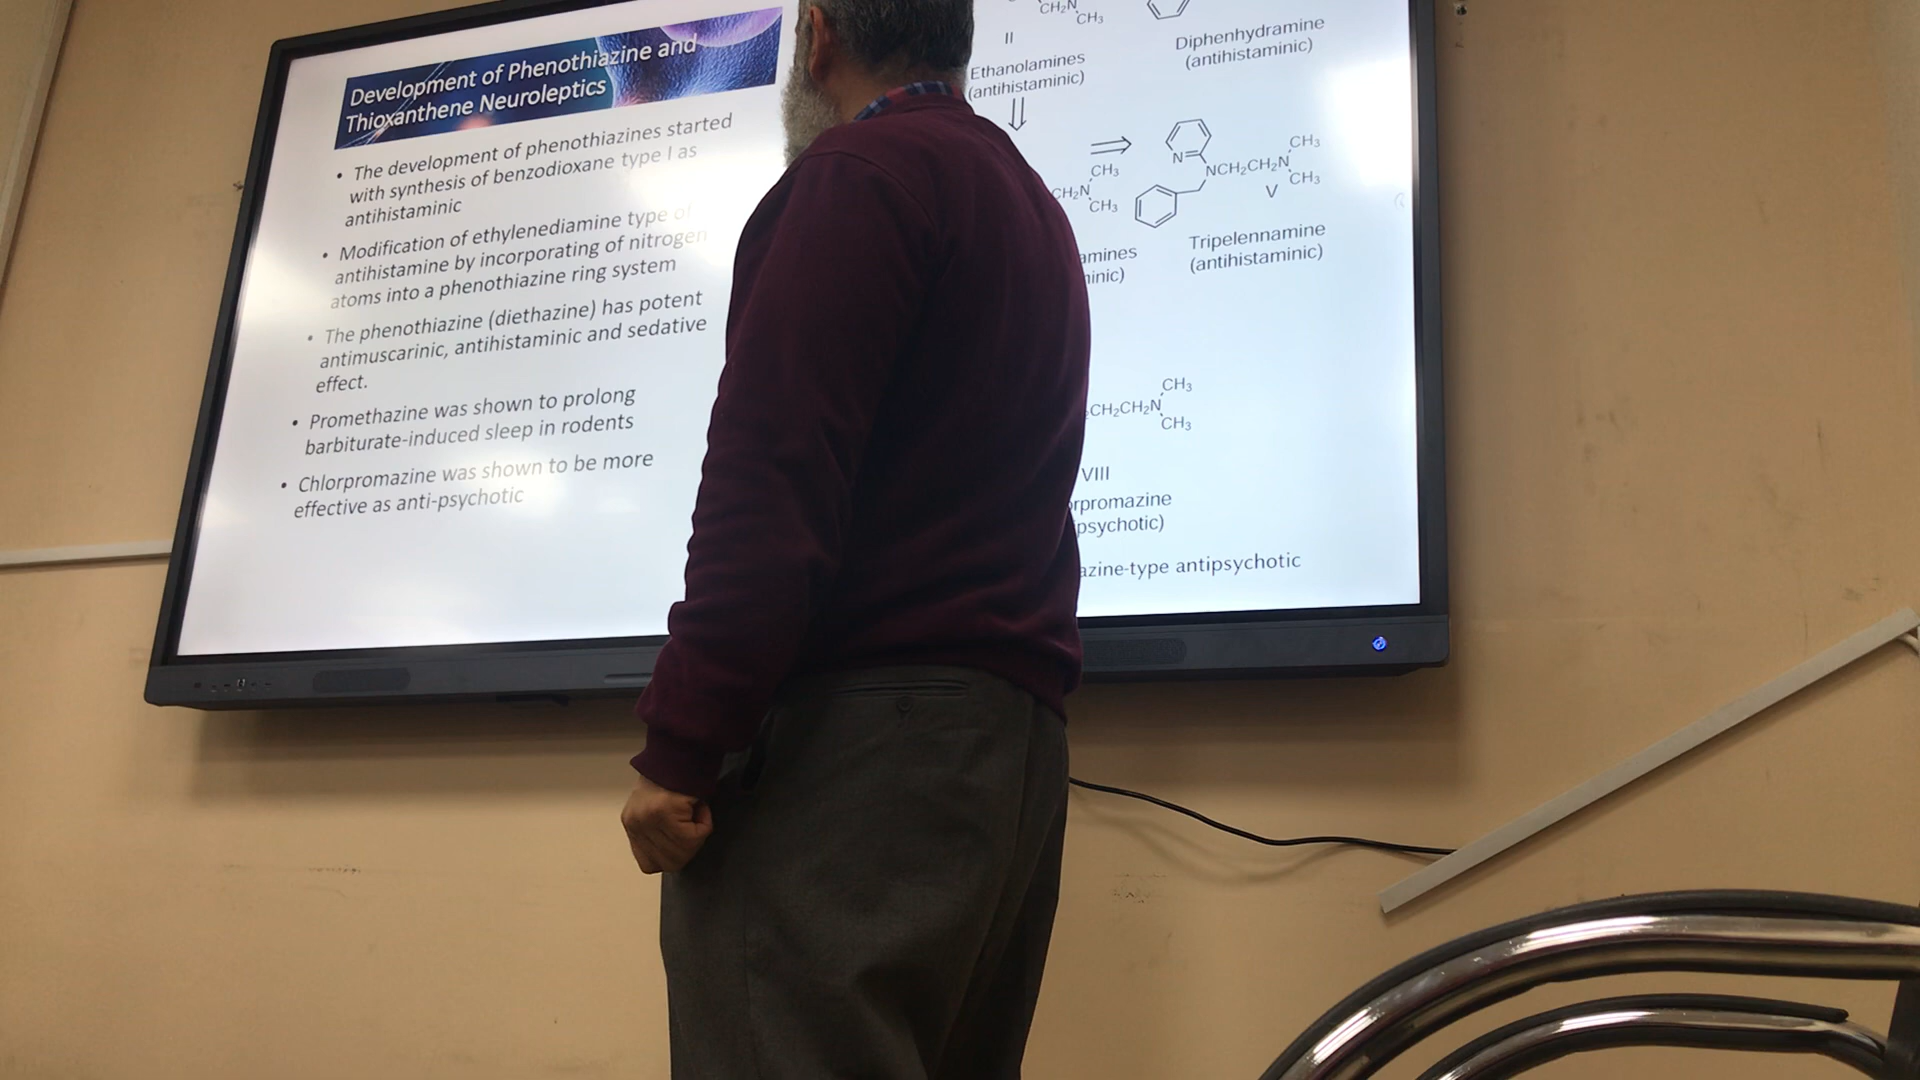 Development of Phenothiazine and
Thioxanthene Neuroleptics
• The development of phenothiazines started
with synthesis of benzodioxane type I as
antihistaminic
• Modification of ethylenediamine type of
antihistamine by incorporating of nitrogen
atoms into a phenothiazine ring system
• The phenothiazine (diethazine) has potent
antimuscarinic, antihistaminic and sedative
effect.
• Promethazine was shown to prolong
barbiturate-induced sleep in rodents
• Chlorpromazine was shown to be more
effective as anti-psychotic
CH₂N
CH₃
II
Ethanolamines
(antihistaminic)
Diphenhydramine
(antihistaminic)
CH₃
CH₂N
CH₃
amines
inic)
N
NCH₂CH₂N
CH₃
CH₃
V
Tripelennamine
(antihistaminic)
CH₃
CH₂CH₂N
CH₃
VIII
orpromazine
ipsychotic)
azine-type antipsychotic